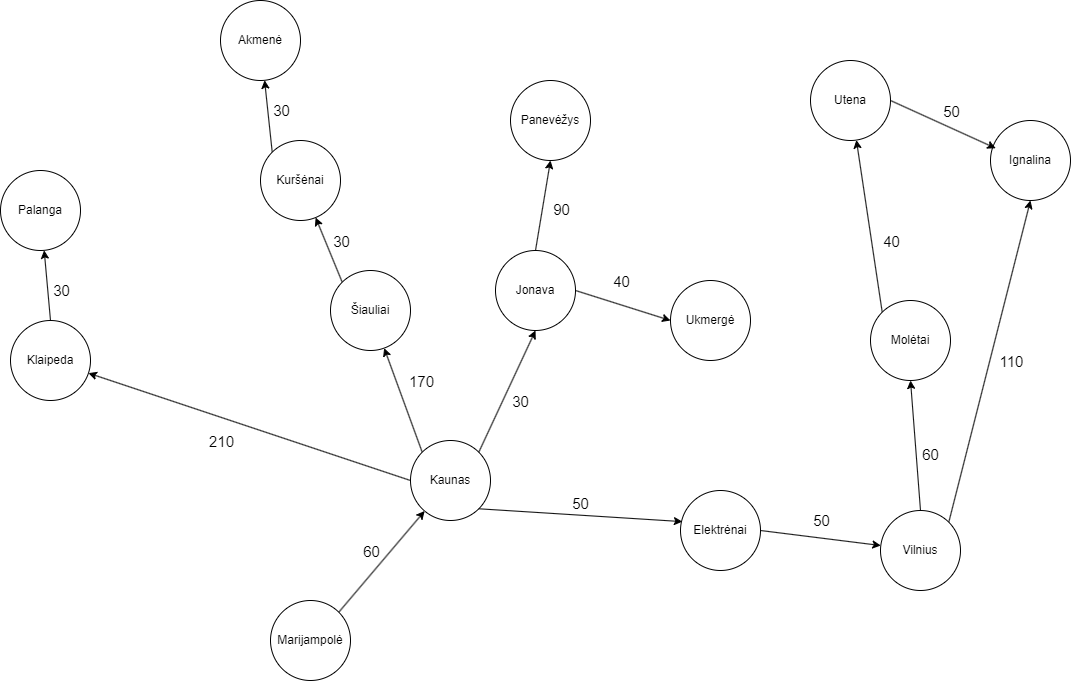 Akmenė
30
Kuršėnai
Palanga
30
30
Šiauliai
Klaipeda
170
210
Panevėžys
90
Jonava
40
Ukmergė
30
Kaunas
50
Elektrėnai
50
Vilnius
60
Marijampolė
Utena
50
Ignalina
40
Molėtai
110
60